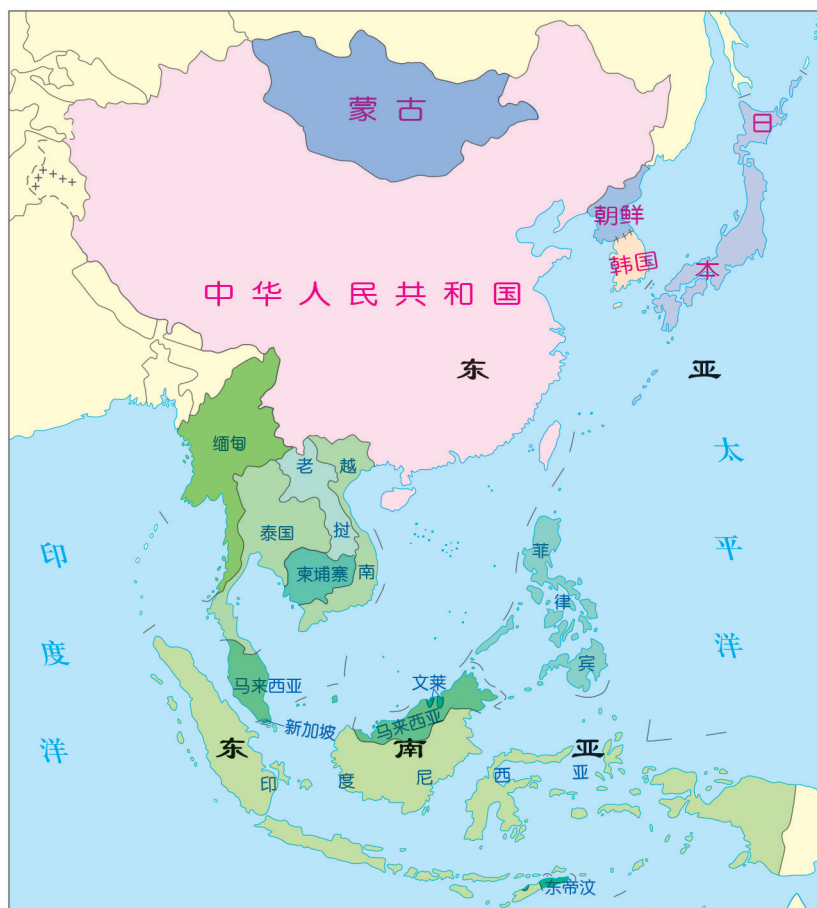 蒙古
日本
朝鲜
韩国
中华人民共和国
东亚
太平洋
缅甸
老挝
越南
泰国
柬埔寨
印度洋
菲律宾
文莱
马来西亚
马来西亚
新加坡
东南亚
印度尼西亚
东帝汶